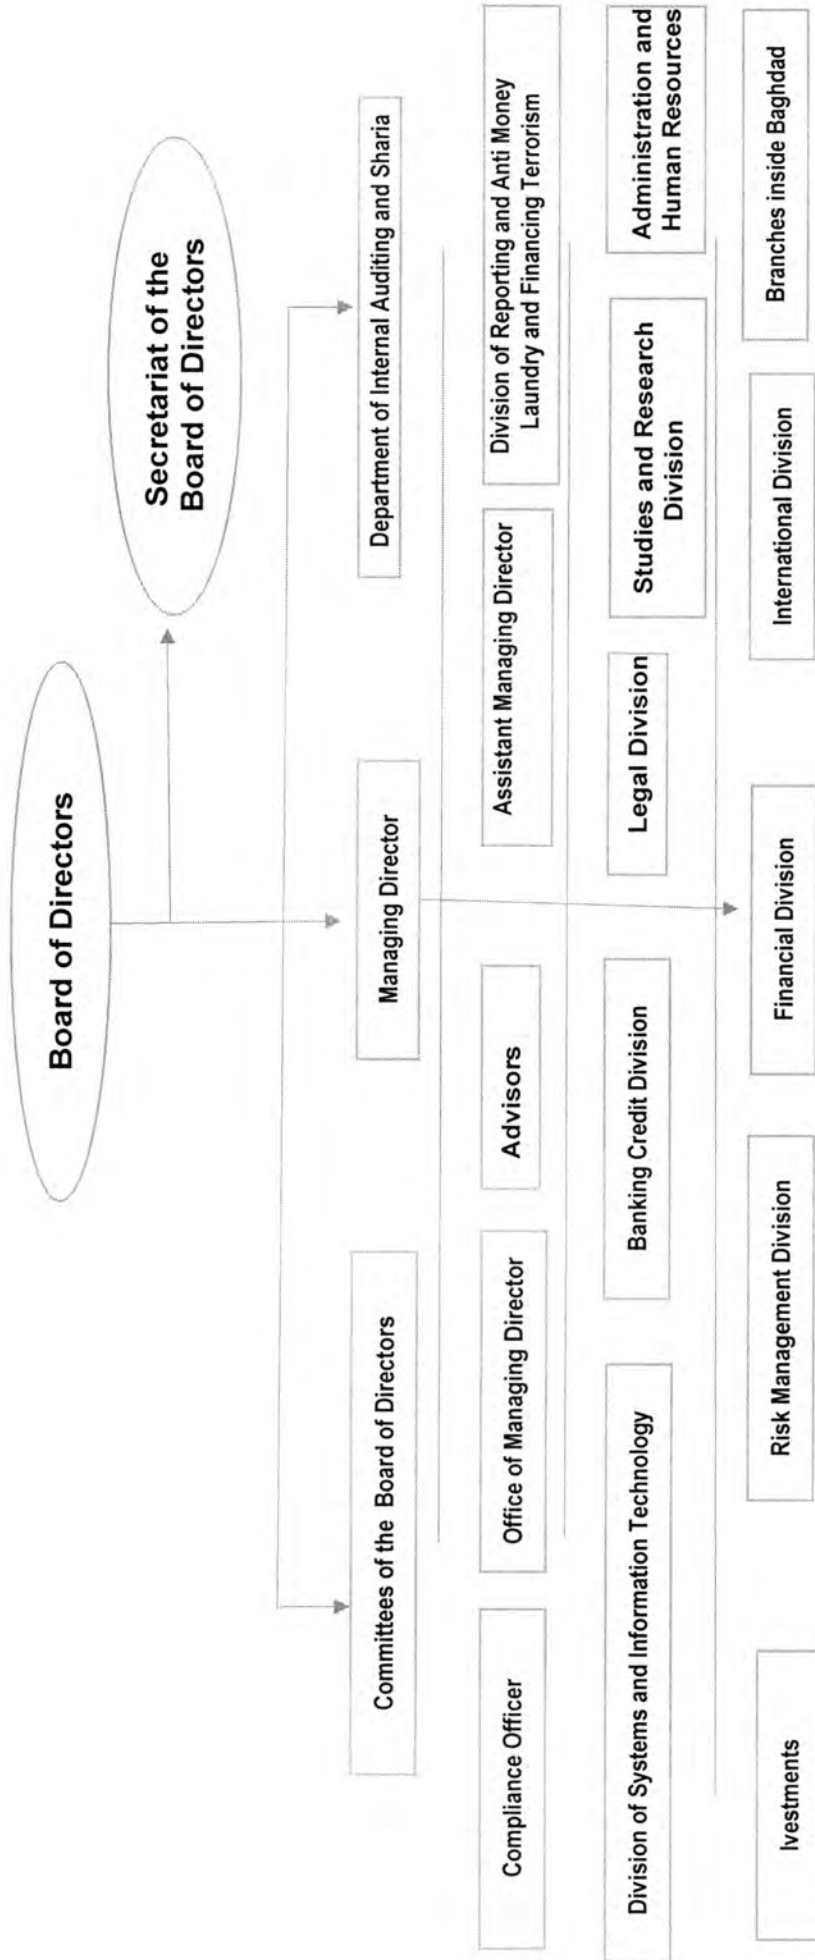 Board of Directors
Secretariat of the
Board of Directors
Committees of the Board of Directors
Managing Director
Department of Internal Auditing and Sharia
Compliance Officer
Office of Managing Director
Advisors
Assistant Managing Director
Division of Reporting and Anti Money
Laundry and Financing Terrorism
Division of Systems and Information Technology
Banking Credit Division
Legal Division
Studies and Research
Division
Administration and
Human Resources
Ivestments
Risk Management Division
Financial Division
International Division
Branches inside Baghdad